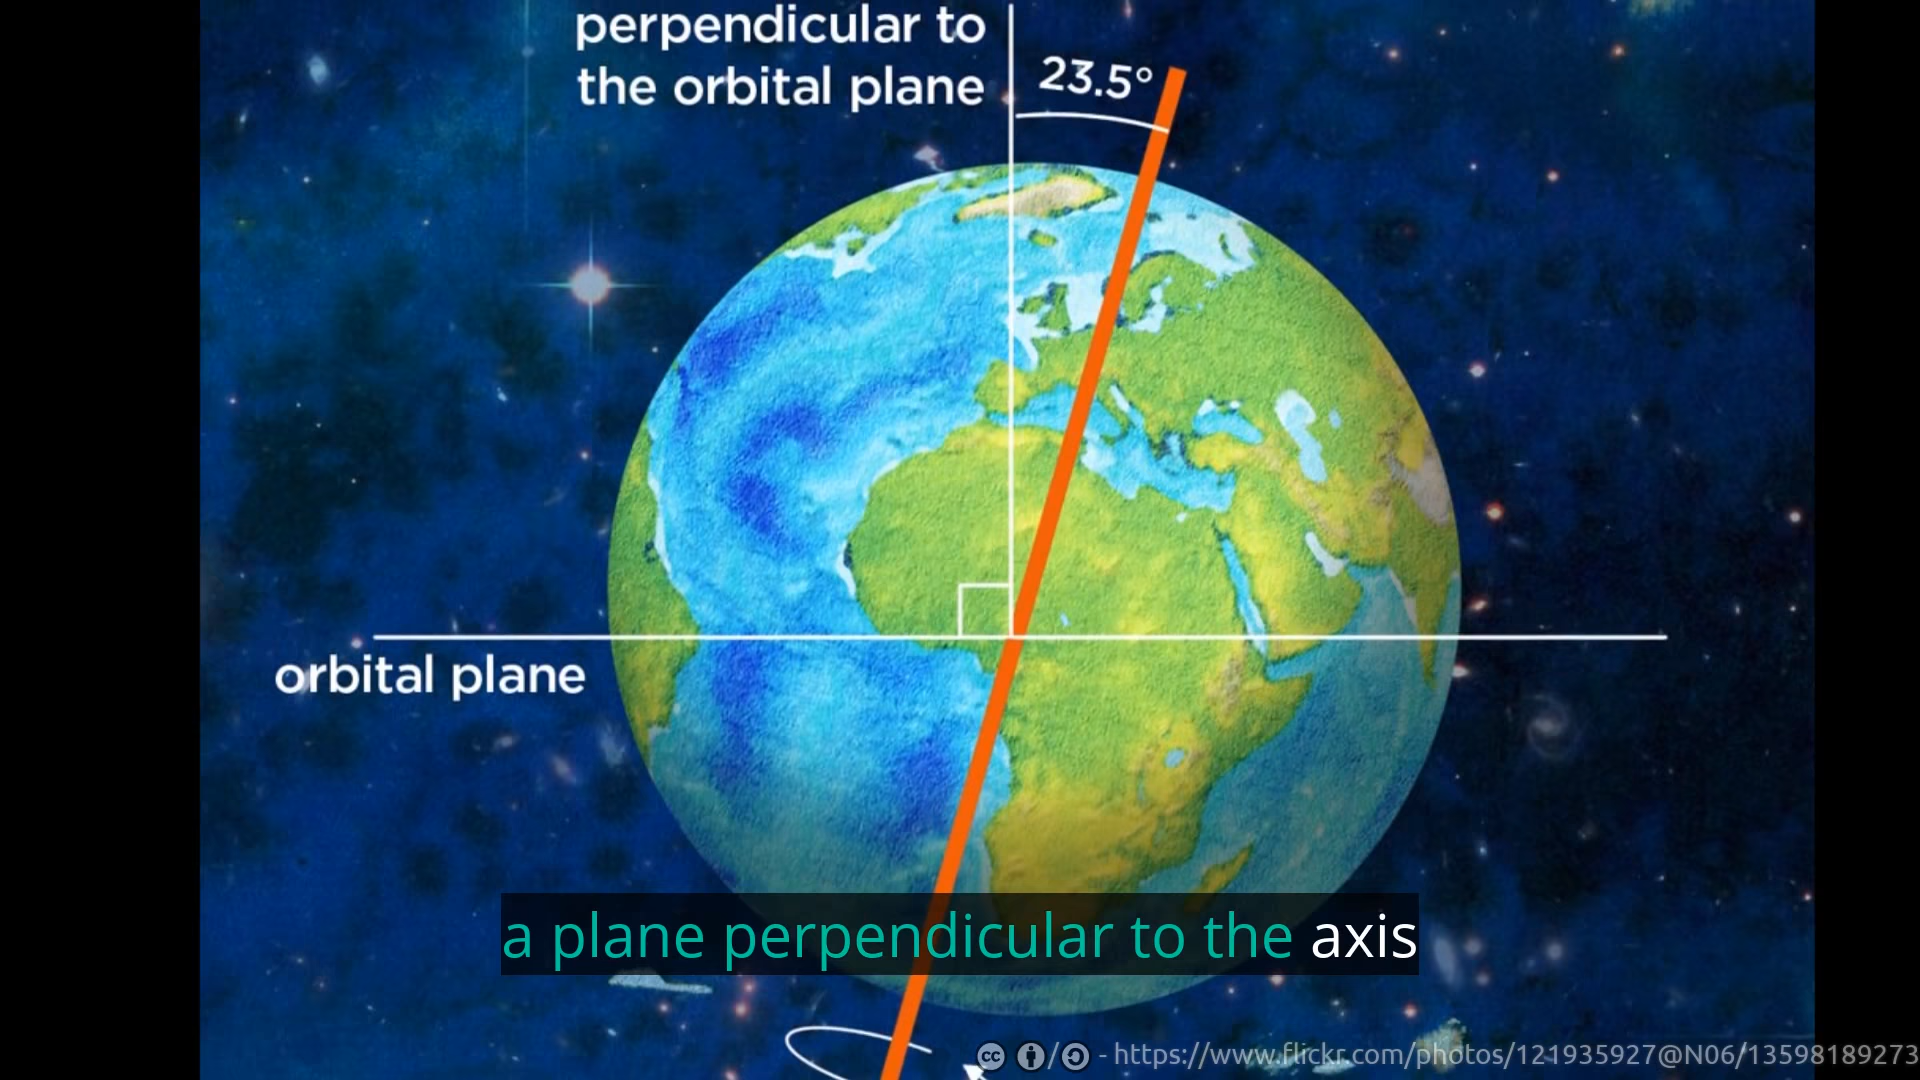 perpendicular to
the orbital plane
23.5°
orbital plane
a plane perpendicular to the axis
cc / - https://www.flickr.com/photos/121935927@N06/13598189273